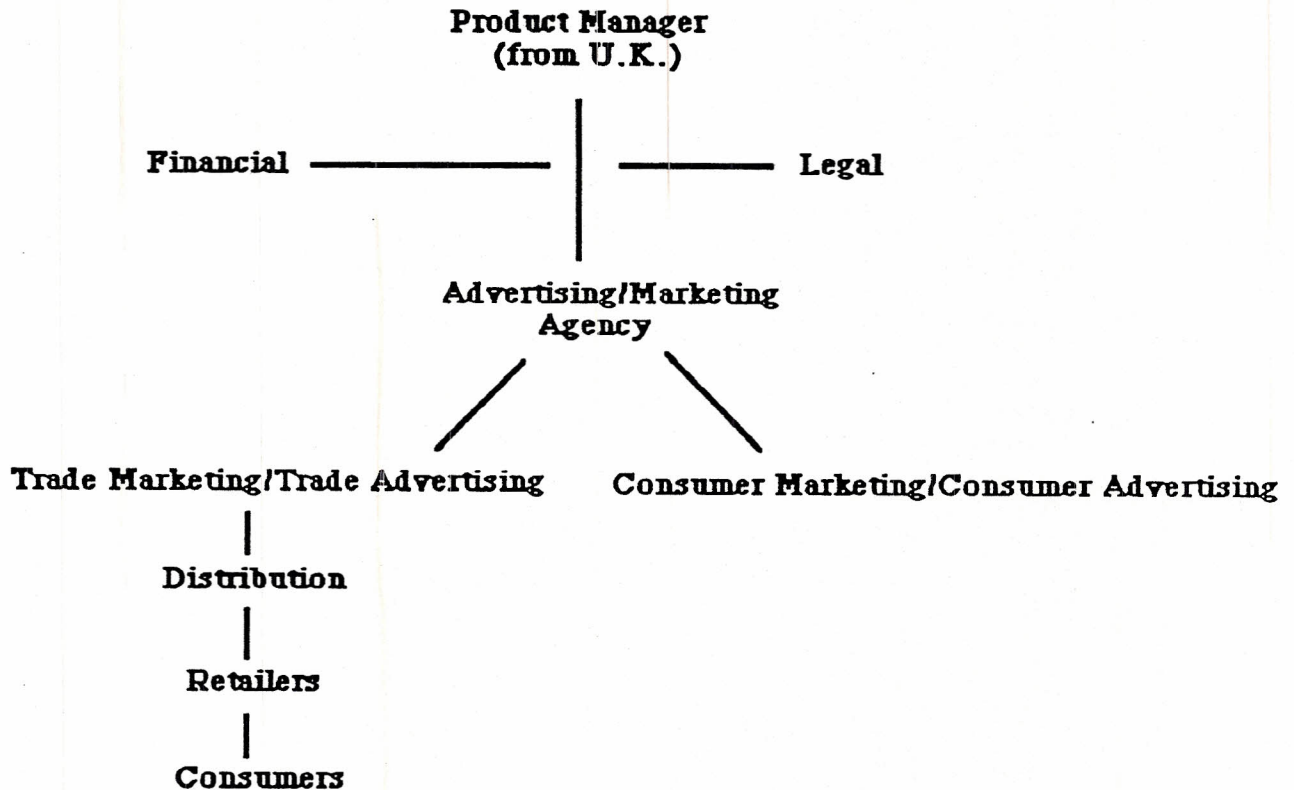 Product Manager
(from U.K.)
Financial
Legal
Advertising/Marketing
Agency
Trade Marketing/Trade Advertising
Consumer Marketing/Consumer Advertising
Distribution
Retailers
Consumers